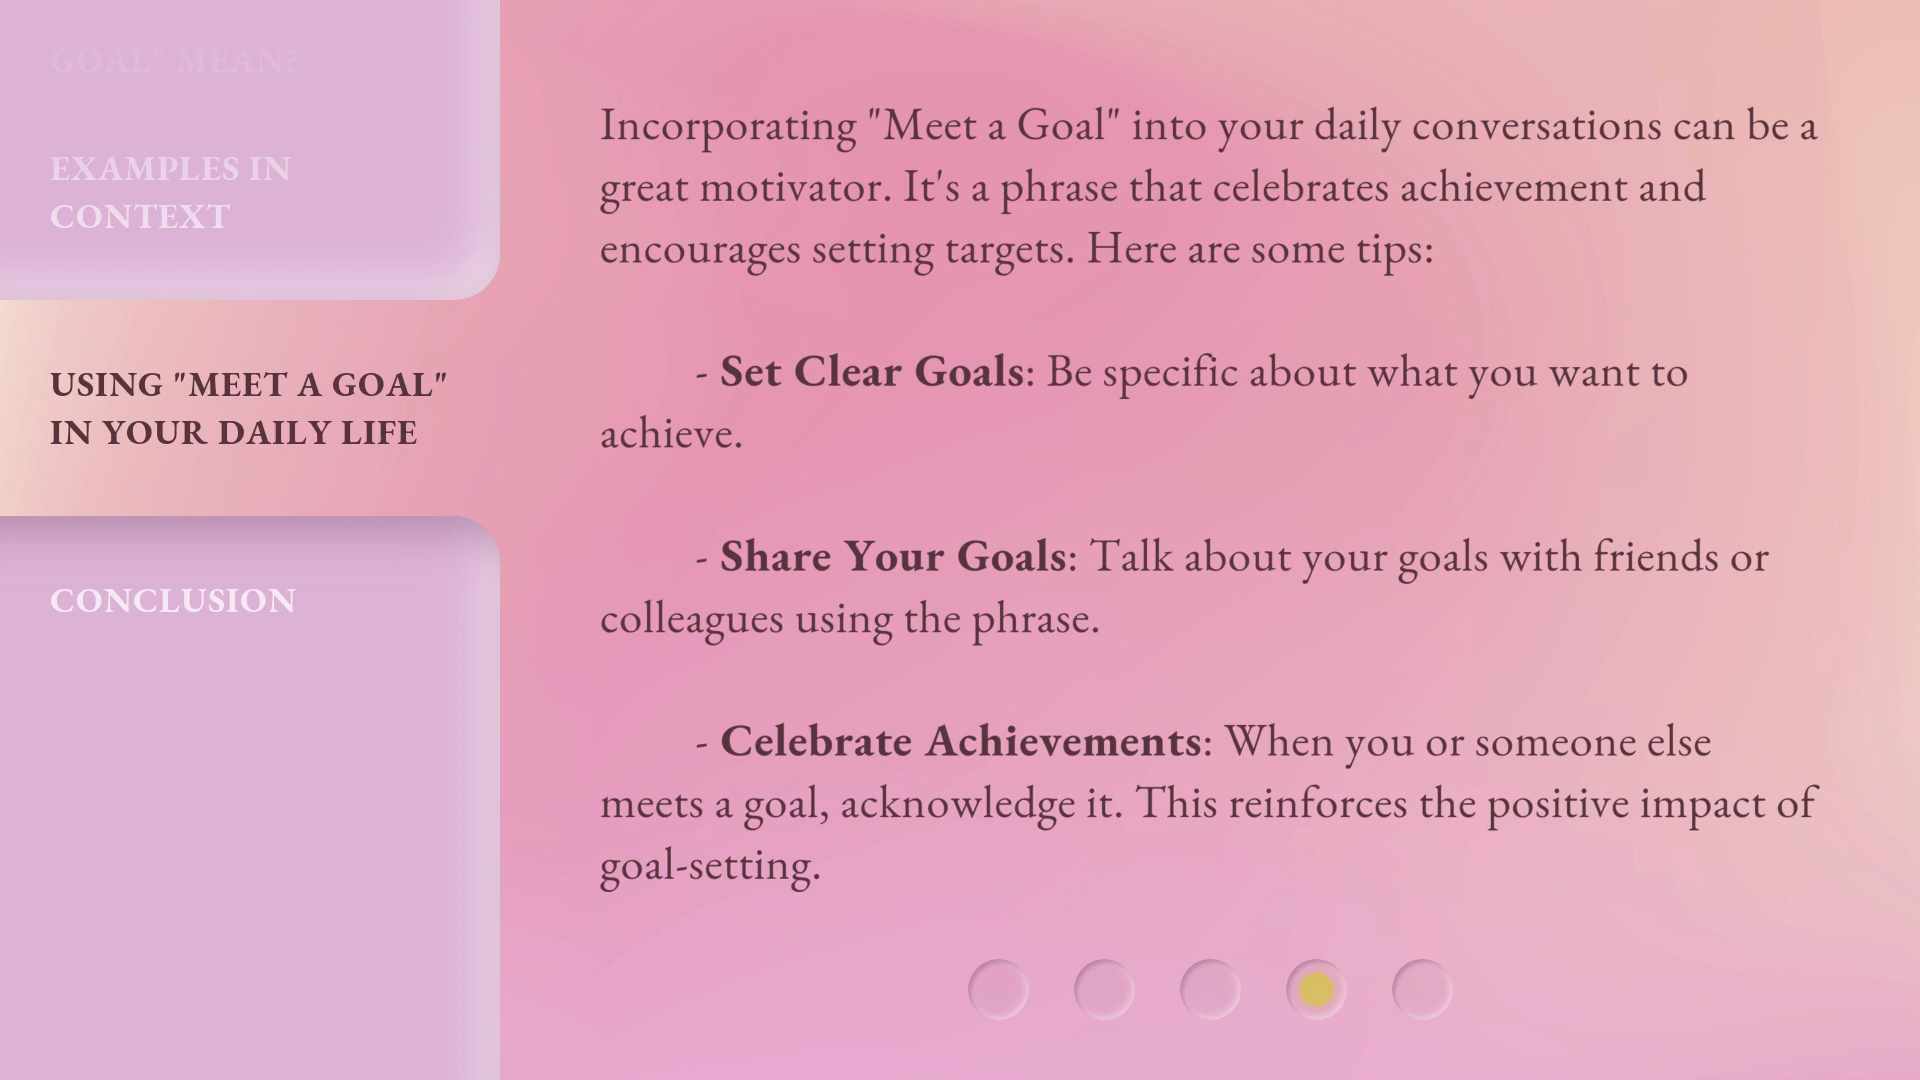 GOAL" MEAN?
EXAMPLES IN
CONTEXT
USING "MEET A GOAL"
IN YOUR DAILY LIFE
CONCLUSION
Incorporating "Meet a Goal" into your daily conversations can be a
great motivator. It's a phrase that celebrates achievement and
encourages setting targets. Here are some tips:
- Set Clear Goals: Be specific about what you want to
achieve.
- Share Your Goals: Talk about your goals with friends or
colleagues using the phrase.
- Celebrate Achievements: When you or someone else
meets a goal, acknowledge it. This reinforces the positive impact of
goal-setting.